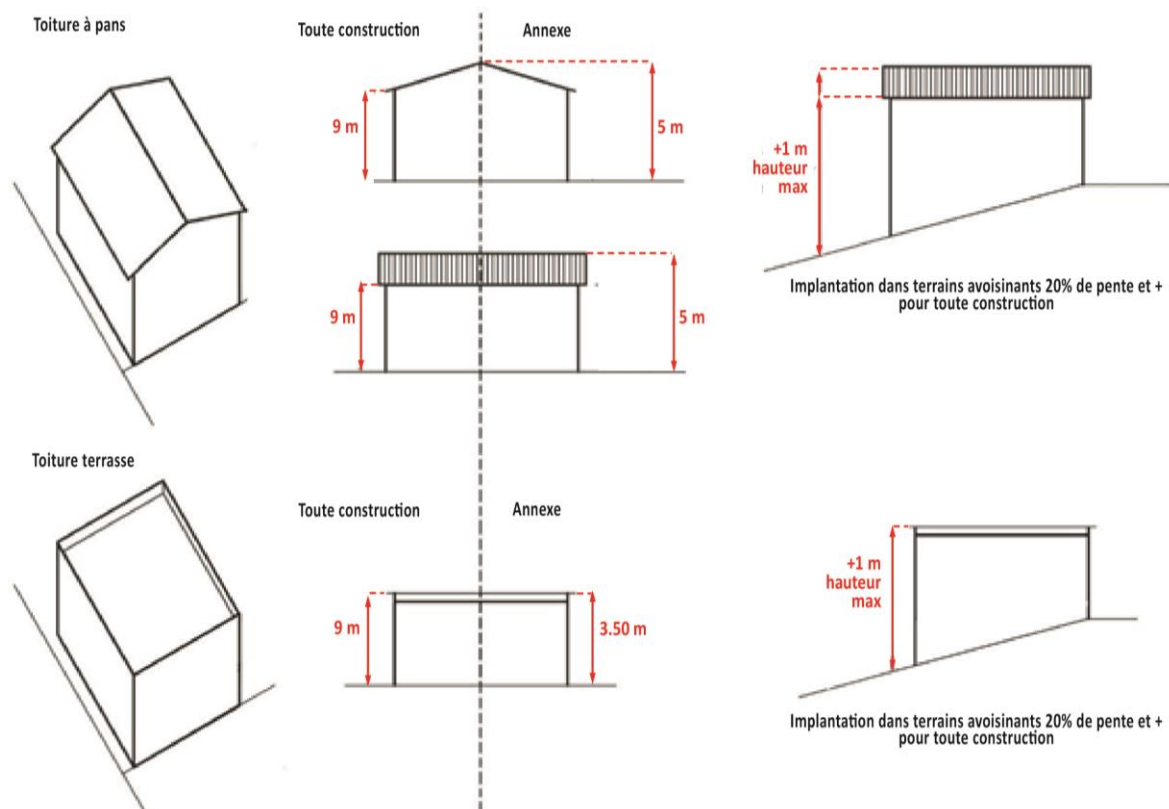 Toiture à pans
Toute construction
Annexe
9 m
5 m
+1 m
hauteur
max
9 m
5 m
Implantation dans terrains avoisinants 20% de pente et +
pour toute construction
Toiture terrasse
Toute construction
Annexe
9 m
3.50 m
+1 m
hauteur
max
Implantation dans terrains avoisinants 20% de pente et +
pour toute construction